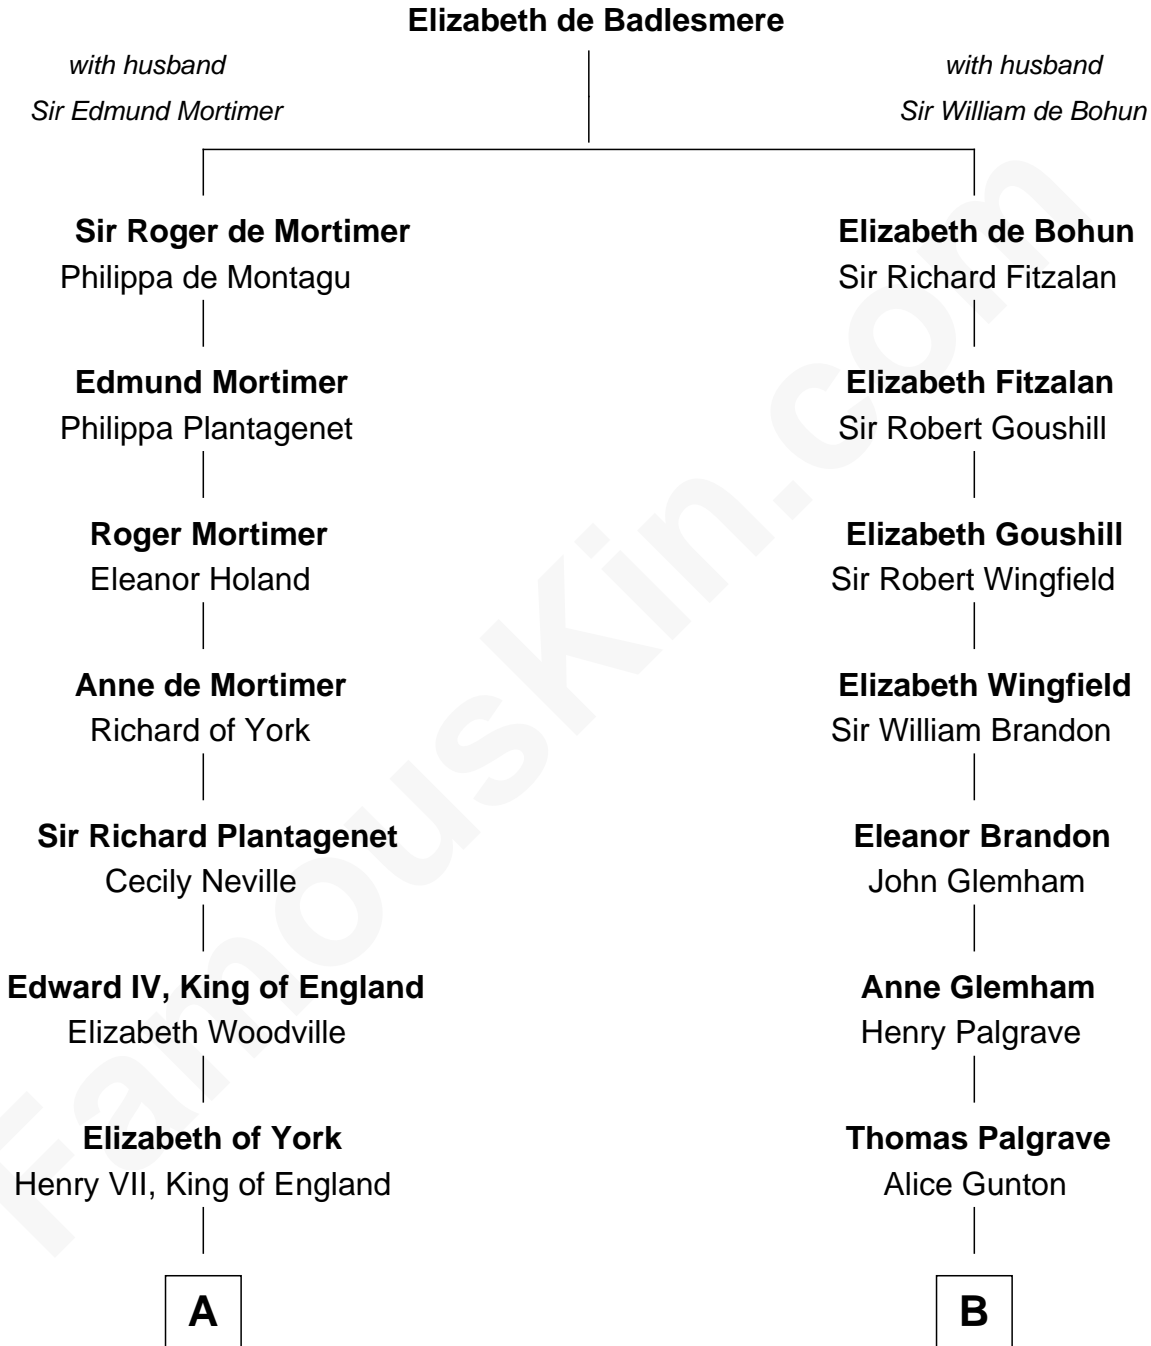 Elizabeth de Badlesmere
with husband
Sir Edmund Mortimer
with husband
Sir William de Bohun
Sir Roger de Mortimer
Philippa de Montagu
Elizabeth de Bohun
Sir Richard Fitzalan
Edmund Mortimer
Philippa Plantagenet
Elizabeth Fitzalan
Sir Robert Goushill
Roger Mortimer
Eleanor Holand
Elizabeth Goushill
Sir Robert Wingfield
Anne de Mortimer
Richard of York
Elizabeth Wingfield
Sir William Brandon
Sir Richard Plantagenet
Cecily Neville
Eleanor Brandon
John Glemham
Edward IV, King of England
Elizabeth Woodville
Anne Glemham
Henry Palgrave
Elizabeth of York
Henry VII, King of England
Thomas Palgrave
Alice Gunton
A
B
FamousKin.com